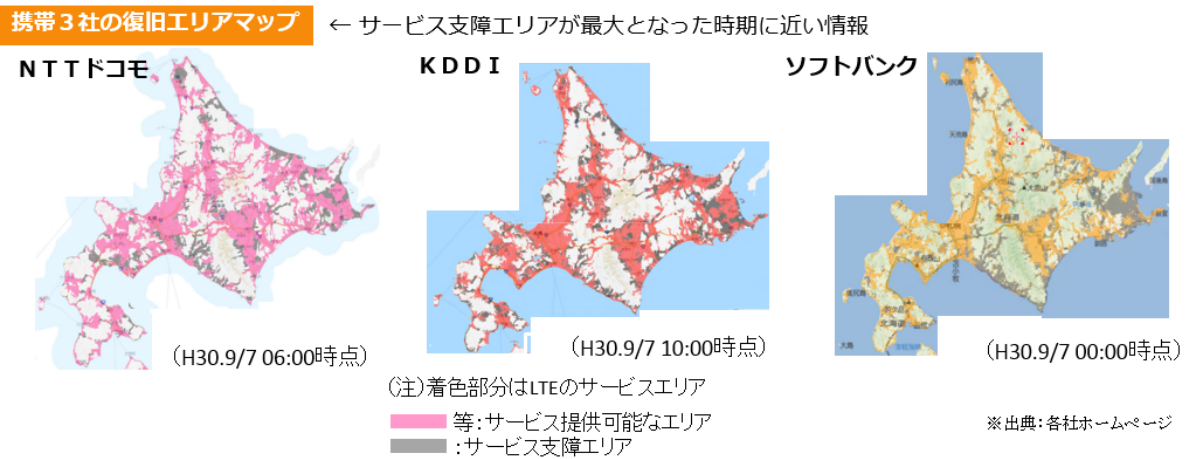 携帯３社の復旧エリアマップ
← サービス支障エリアが最大となった時期に近い情報
ＮＴＴドコモ
ＫＤＤＩ
ソフトバンク
（H30.9/7 06:00時点）
（H30.9/7 10:00時点）
（H30.9/7 00:00時点）
（注）着色部分はLTEのサービスエリア
等：サービス提供可能なエリア
：サービス支障エリア
※出典：各社ホームページ